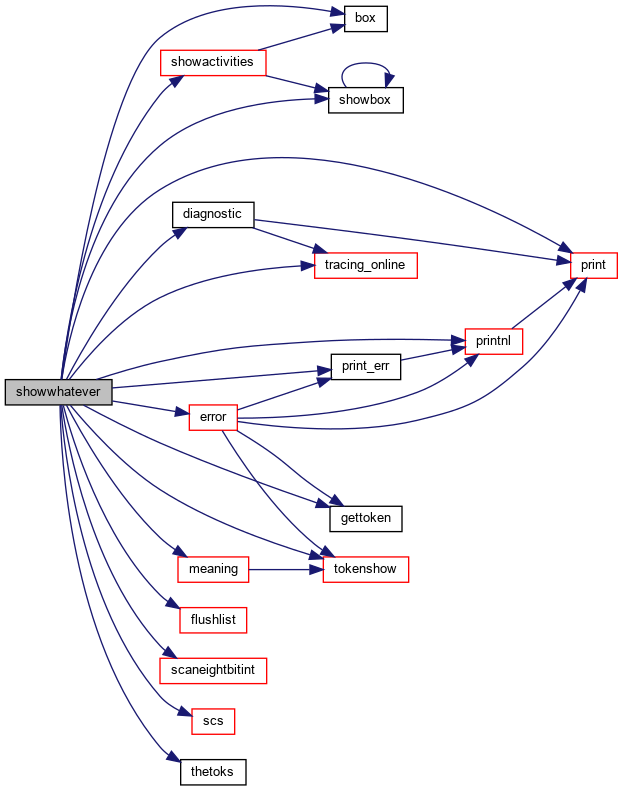 box
showactivities
showbox
diagnostic
tracing_online
print
printnl
print_err
showwhatever
error
gettoken
meaning
tokenshow
flushlist
scaneightbitint
scs
thetoks